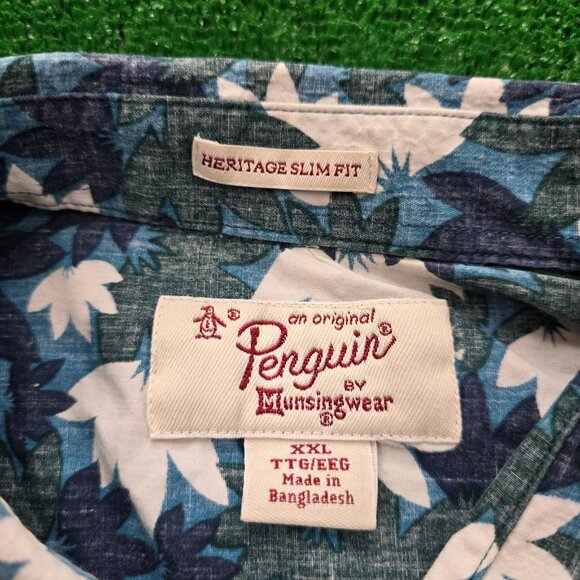 HERITAGE SLIM FIT
an original
Penguin®
BY
Munsingwear®
XXL
TTG/EEG
Made in
Bangladesh